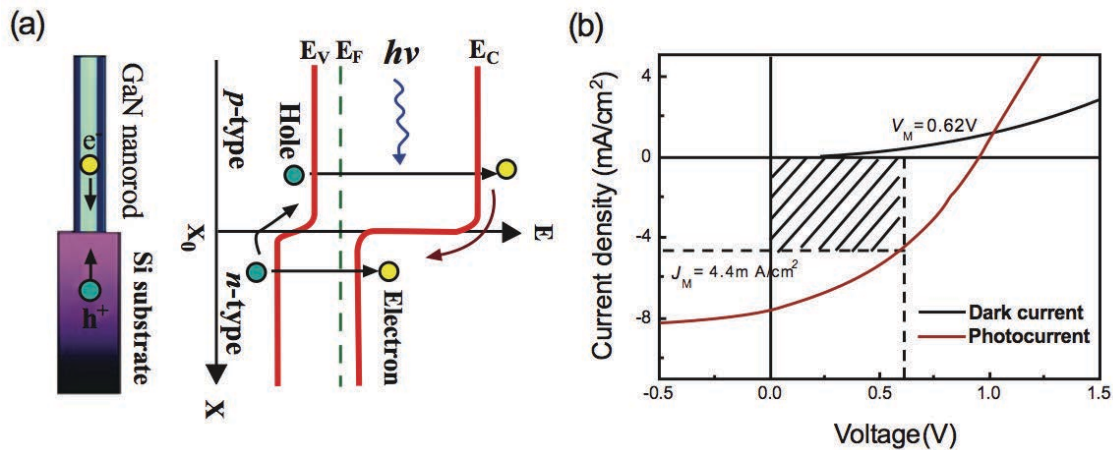 (a)
GaN nanorod
e-
h+
Si substrate
p-type
X₀
n-type
X
E_V
E_F
hν
E_C
Hole
E
Electron
(b)
Current density (mA/cm²)
4
0
-4
-8
V_M=0.62V
J_M = 4.4m A/cm²
Dark current
Photocurrent
-0.5
0.0
0.5
1.0
1.5
Voltage(V)